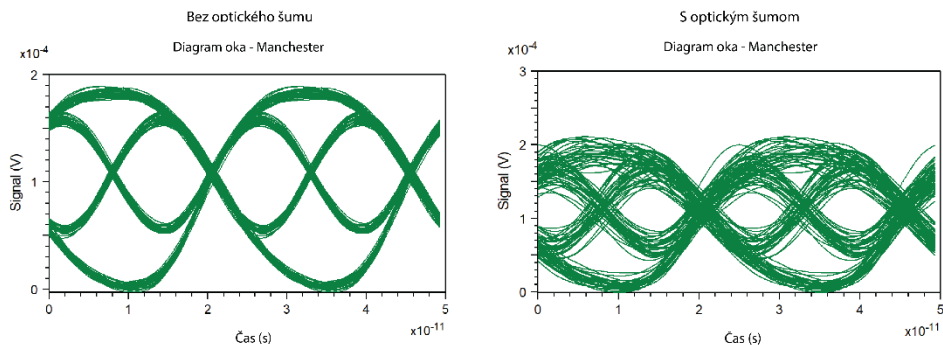 Bez optického šumu
Diagram oka - Manchester
x10-4
2
1
0
Signal (V)
0 1 2 3 4 5
x10-11
Čas (s)
S optickým šumom
Diagram oka - Manchester
x10-4
3
2
1
0
Signal (V)
0 1 2 3 4 5
x10-11
Čas (s)